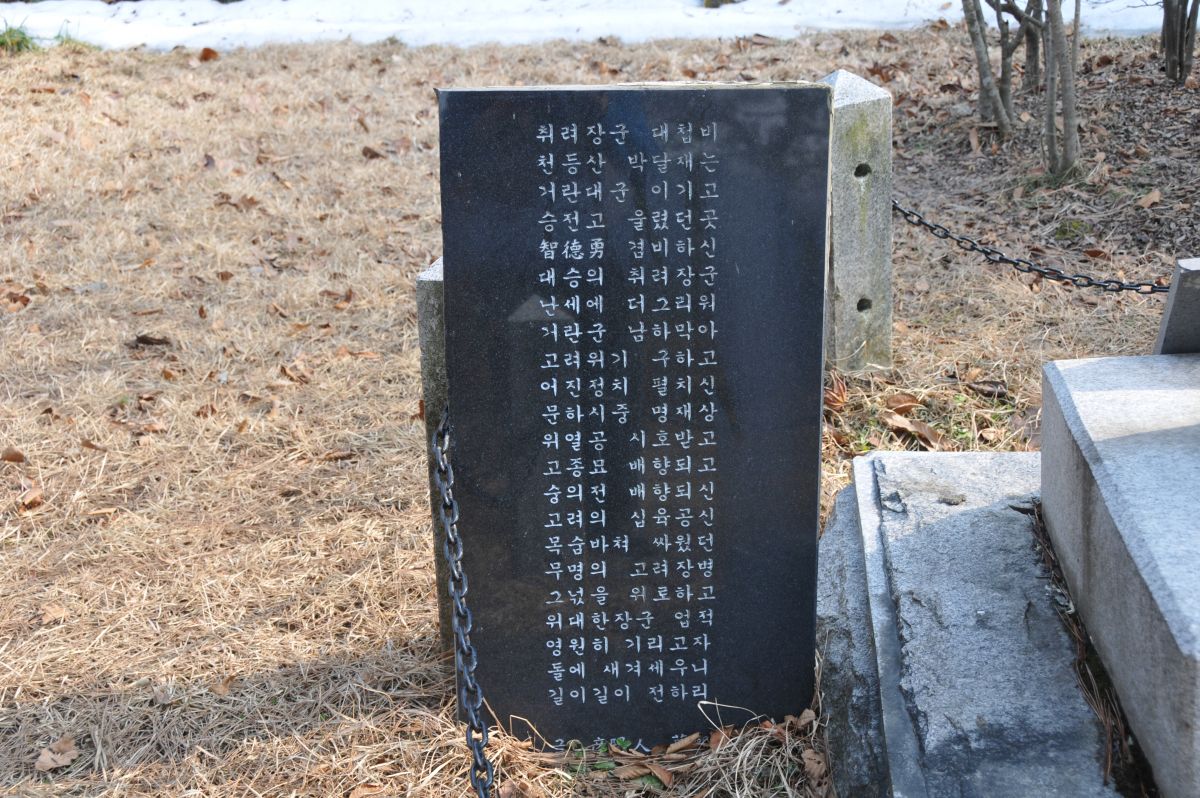 취려장군 대첩비
천등산 박달재는
거란대군 이기고
승전고 울렸던곳
智德勇 겸비하신
대승의 취려장군
난세에 더그리워
거란군 남하막아
고려위기 구하고
어진정치 펼치신
문하시중 명재상
위열공 시호받고
고종묘 배향되고
숭의전 배향되신
고려의 십육공신
목숨바쳐 싸웠던
무명의 고려장병
그넋을 위로하고
위대한장군 업적
영원히 기리고자
돌에 새겨세우니
길이길이 전하리